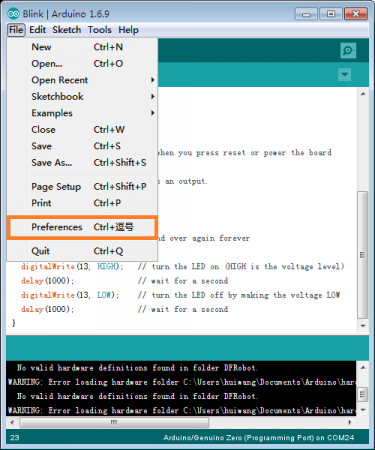 Blink | Arduino 1.6.9
File Edit Sketch Tools Help
New Ctrl+N
Open... Ctrl+O
Open Recent
Sketchbook
Examples
Close Ctrl+W
Save Ctrl+S
Save As... Ctrl+Shift+S
Page Setup Ctrl+Shift+P
Print Ctrl+P
Preferences Ctrl+逗号
Quit Ctrl+Q
when you press reset or power the board
s an output.
nd over again forever
digitalWrite(13, HIGH); // turn the LED on (HIGH is the voltage level)
delay(1000); // wait for a second
digitalWrite(13, LOW); // turn the LED off by making the voltage LOW
delay(1000); // wait for a second
}
No valid hardware definitions found in folder DFRobot.
WARNING: Error loading hardware folder C:\Users\huiwang\Documents\Arduino\har
No valid hardware definitions found in folder DFRobot.
WARNING: Error loading hardware folder C:\Users\huiwang\Documents\Arduino\har
23 Arduino/Genuino Zero (Programming Port) on COM24